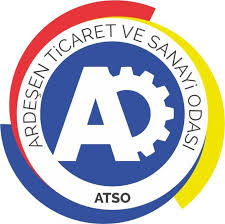 ARDEŞEN TİCARET VE SANAYİ ODASI
AD
ATSO